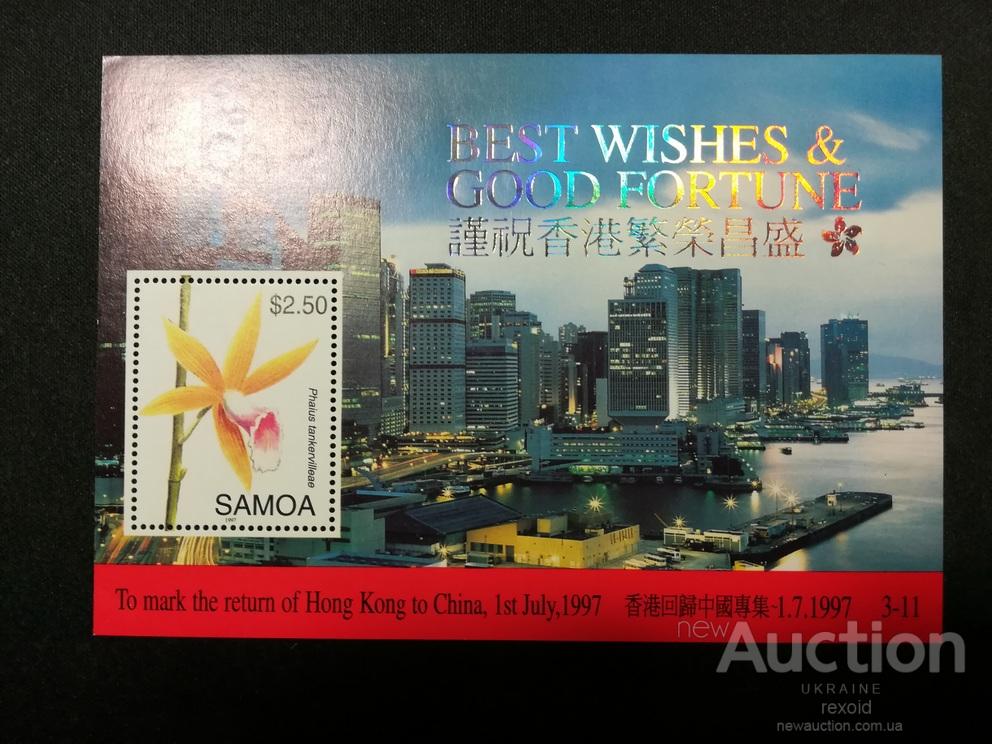 BEST WISHES &
GOOD FORTUNE
謹祝香港繁榮昌盛
$2.50
Phaius tankervilleae
SAMOA
1997
To mark the return of Hong Kong to China, 1st July,1997 香港回歸中國專集~1.7.1997 3-11
newAuction
UKRAINE
rexoid
newauction.com.ua